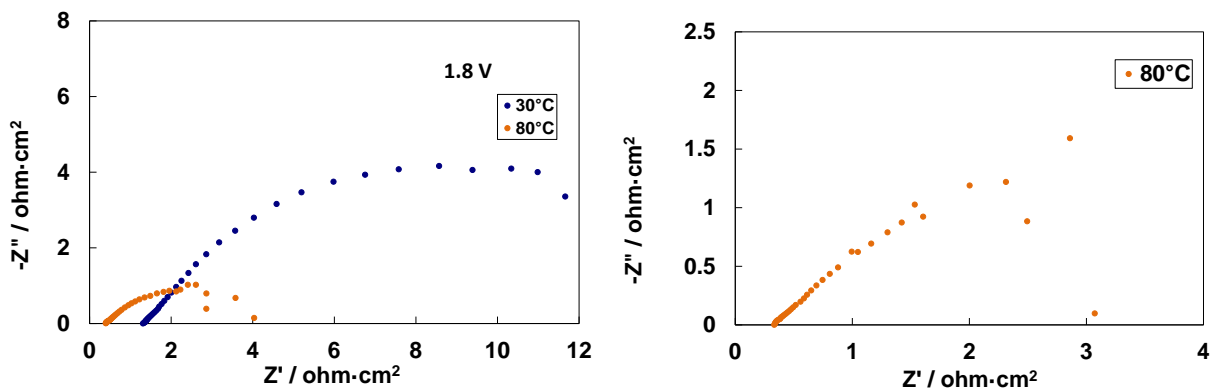 8
6
4
2
0
-Z" / ohm·cm²
1.8 V
30°C
80°C
0 2 4 6 8 10 12
Z' / ohm·cm²
2.5
2
1.5
1
0.5
0
-Z" / ohm·cm²
80°C
0 1 2 3 4
Z' / ohm·cm²